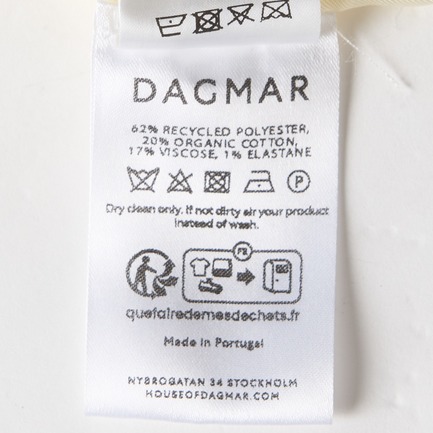 DAGMAR
62% RECYCLED POLYESTER,
20% ORGANIC COTTON,
17% VISCOSE, 1% ELASTANE
P
Dry clean only. If not dirty air your product
instead of wash.
FR
quefairedemesdechets.fr
Made in Portugal
NYBROGATAN 34 STOCKHOLM
HOUSEOFDAGMAR.COM